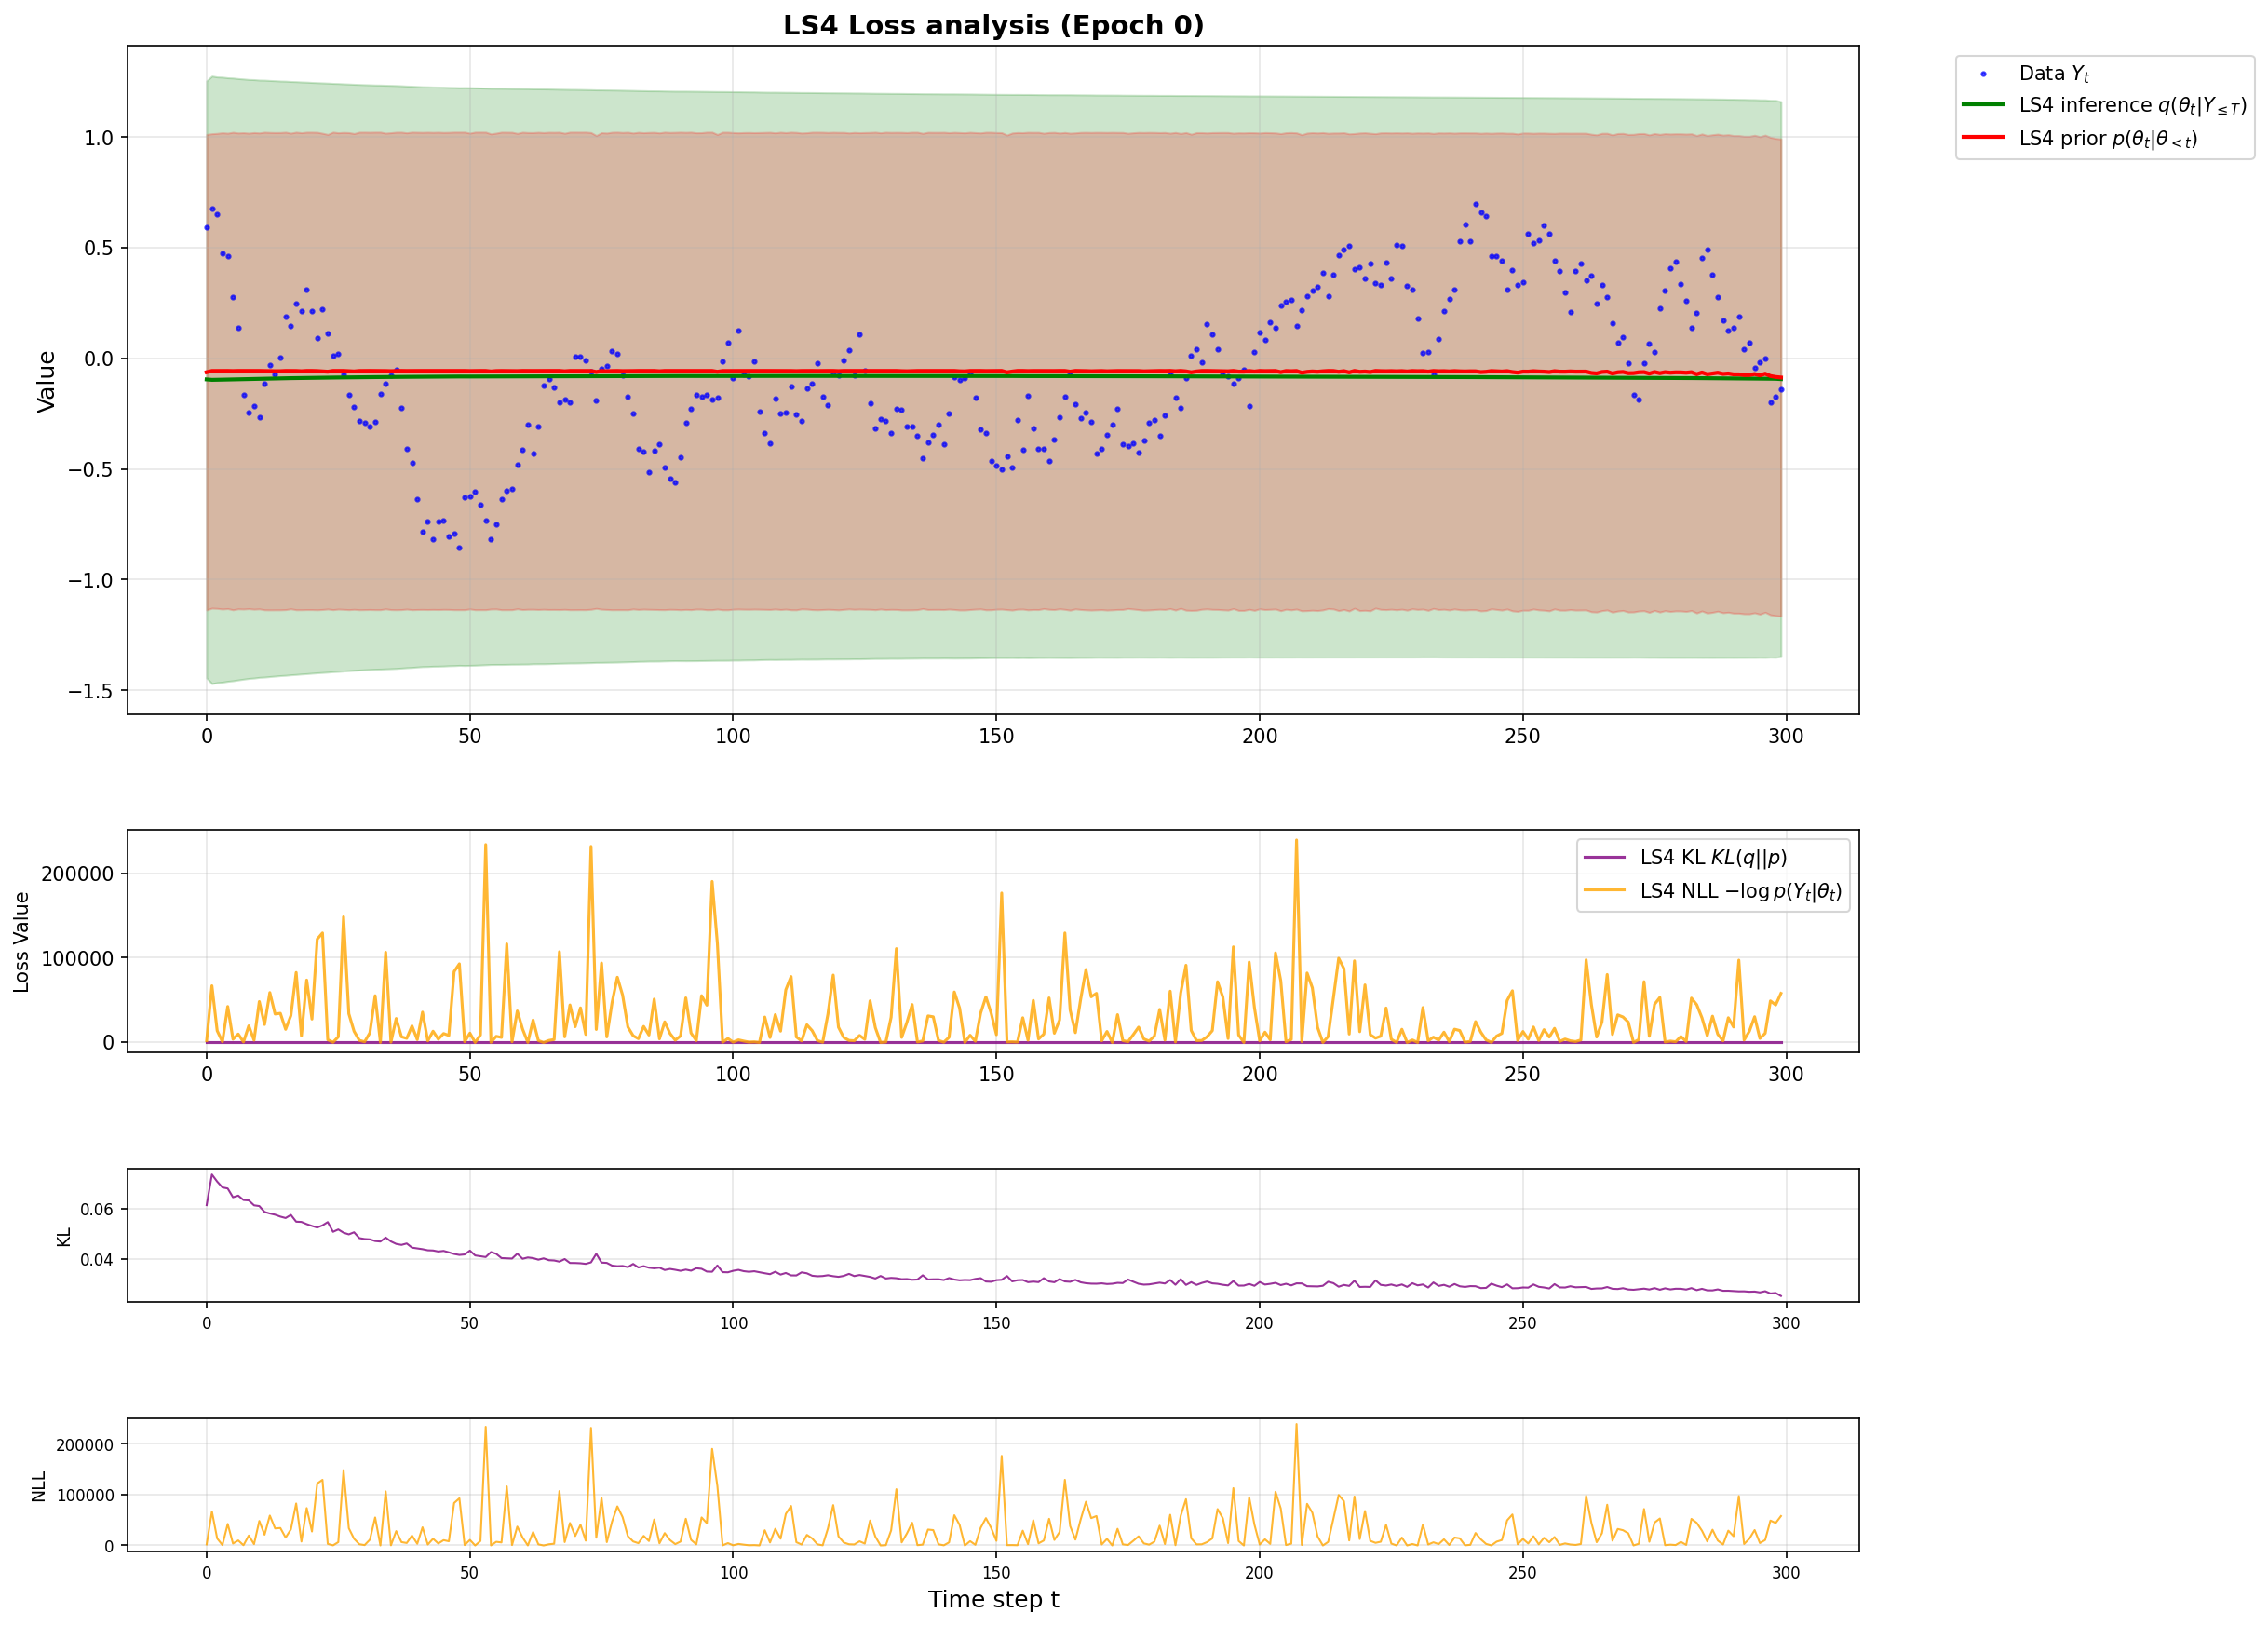 LS4 Loss analysis (Epoch 0)
Value
1.0
0.5
0.0
−0.5
−1.0
−1.5
0 50 100 150 200 250 300
Data Y_t
LS4 inference q(θ_t|Y_{≤T})
LS4 prior p(θ_t|θ_{<t})
Loss Value
200000
100000
0
0 50 100 150 200 250 300
LS4 KL KL(q||p)
LS4 NLL −log p(Y_t|θ_t)
KL
0.06
0.04
0 50 100 150 200 250 300
NLL
200000
100000
0
0 50 100 150 200 250 300
Time step t